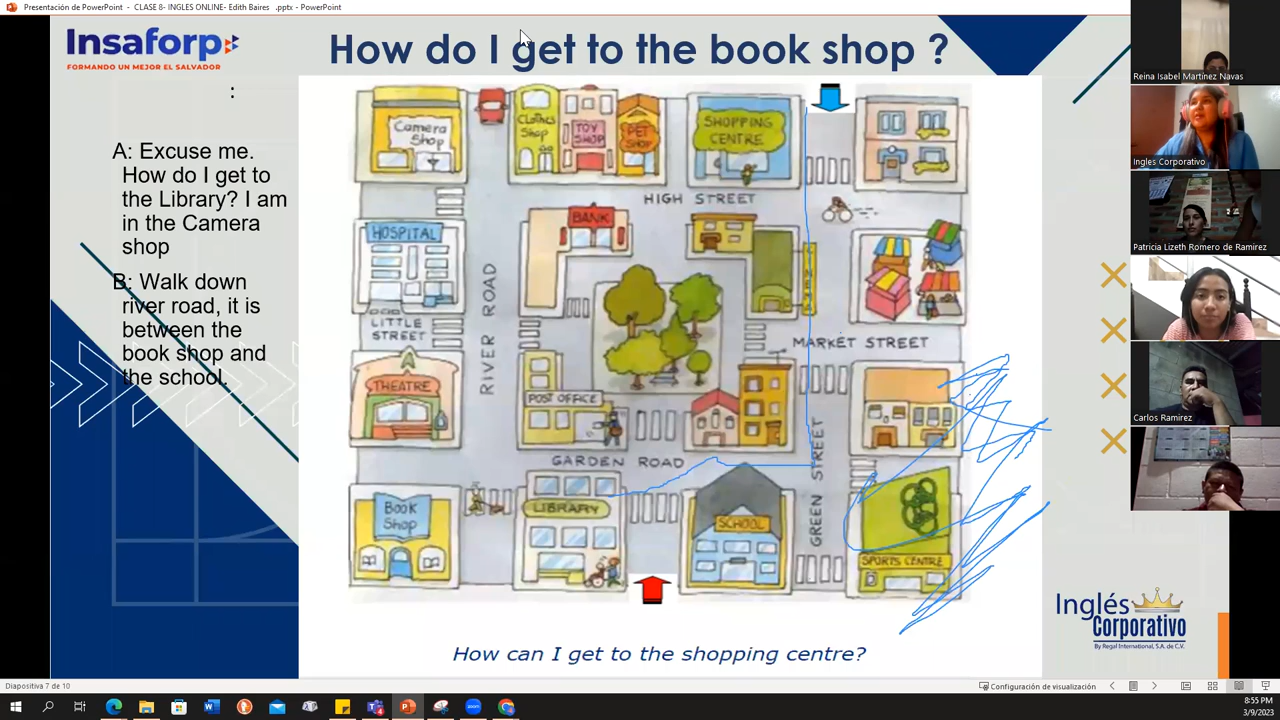 Presentación de PowerPoint - CLASE 8- INGLES ONLINE- Edith Baires .pptx - PowerPoint
Insaforp
FORMANDO UN MEJOR EL SALVADOR
How do I get to the book shop ?
:
A: Excuse me.
How do I get to
the Library? I am
in the Camera
shop
B: Walk down
river road, it is
between the
book shop and
the school.
Camera
Shop
Clothes
Shop
TOY
SHOP
PET
SHOP
SHOPPING
CENTRE
HIGH STREET
HOSPITAL
BANK
LITTLE
STREET
RIVER ROAD
MARKET STREET
THEATRE
POST OFFICE
GARDEN ROAD
GREEN STREET
Book
Shop
LIBRARY
SCHOOL
SPORTS CENTRE
How can I get to the shopping centre?
Inglés
Corporativo
By Regal International, S.A. de C.V.
Reina Isabel Martínez Navas
Ingles Corporativo
Patricia Lizeth Romero de Ramirez
Carlos Ramirez
Diapositiva 7 de 10
Configuración de visualización
8:55 PM
3/9/2023